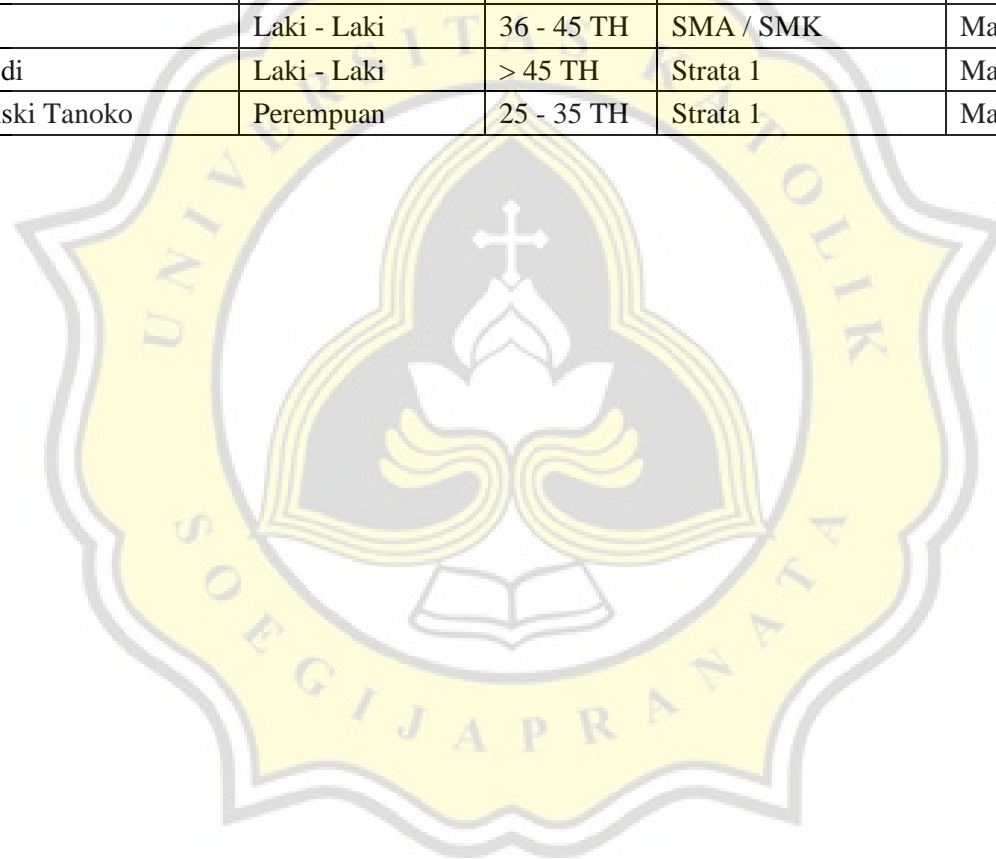 Laki - Laki 36 - 45 TH SMA / SMK Ma
di Laki - Laki > 45 TH Strata 1 Ma
ski Tanoko Perempuan 25 - 35 TH Strata 1 Ma
UNIVERSITAS KATOLIK
SOEGIJAPRANATA